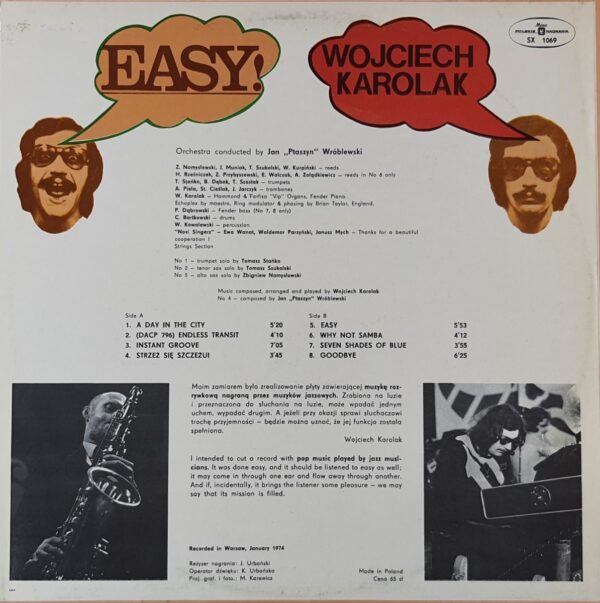 EASY!
WOJCIECH
KAROLAK
Muza
POLSKIE NAGRANIA
SX 1069
Orchestra conducted by Jan „Ptaszyn" Wróblewski
Z. Namysłowski, J. Muniak, T. Szukalski, W. Kurpiński – reeds
H. Rzeźniczek, Z. Przybyszewski, E. Walczak, A. Załązkiewicz – reeds in No 6 only
T. Stańko, B. Dębek, T. Szostak – trumpets
A. Piela, St. Cieślak, J. Jarczyk – trombones
W. Karolak – Hammond & Farfisa "Vip" Organs, Fender Piano.
Echoplex by maestro, Ring modulator & phasing by Brian Taylor, England.
P. Dąbrowski – Fender bass (No 7, 8 only)
C. Bartkowski – drums
W. Kowalewski – percussion
"Novi Singers" – Ewa Wanat, Waldemar Parzyński, Janusz Mych – Thanks for a beautiful
cooperation !
Strings Section
No 1 – trumpet solo by Tomasz Stańko
No 2 – tenor sax solo by Tomasz Szukalski
No 5 – alto sax solo by Zbigniew Namysłowski
Music composed, arranged and played by Wojciech Karolak
No 4 – composed by Jan „Ptaszyn" Wróblewski
Side A
1. A DAY IN THE CITY 5'20
2. (DACP 796) ENDLESS TRANSIT 4'10
3. INSTANT GROOVE 7'05
4. STRZEŻ SIĘ SZCZEŻUI 3'45
Side B
5. EASY 5'53
6. WHY NOT SAMBA 4'12
7. SEVEN SHADES OF BLUE 3'55
8. GOODBYE 6'25
Moim zamiarem było zrealizowanie płyty zawierającej muzykę roz-
rywkową nagraną przez muzyków jazzowych. Zrobiona na luzie
i przeznaczona do słuchania na luzie, może wpadać jednym
uchem, wypadać drugim. A jeżeli przy okazji sprawi słuchaczowi
trochę przyjemności – będzie można uznać, że jej funkcja została
spełniona.
Wojciech Karolak
I intended to cut a record with pop music played by jazz musi-
cians. It was done easy, and it should be listened to easy as well;
it may come in through one ear and flow away through another.
And if, incidentally, it brings the listener some pleasure – we may
say that its mission is filled.
Recorded in Warsaw, January 1974
Reżyser nagrania: J. Urbański
Operator dźwięku: K. Urbańska
Proj. graf. i fotо.: M. Karewicz
Made in Poland
Cena 65 zł